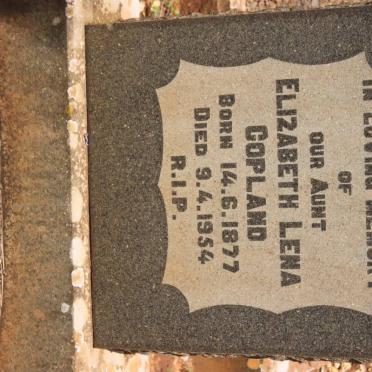 IN LOVING MEMORY
OF
OUR AUNT
ELIZABETH LENA
COPLAND
BORN 14.6.1877
DIED 9.4.1954
R.I.P.